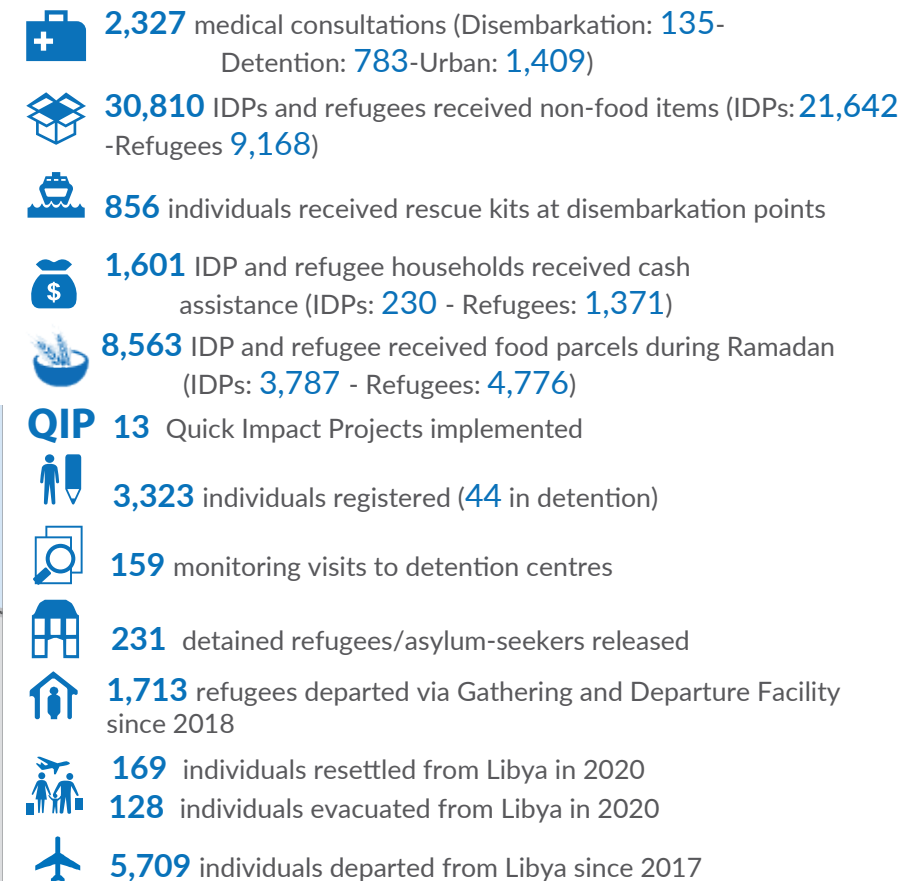 2,327 medical consultations (Disembarkation: 135-
Detention: 783-Urban: 1,409)
30,810 IDPs and refugees received non-food items (IDPs: 21,642
-Refugees 9,168)
856 individuals received rescue kits at disembarkation points
$
1,601 IDP and refugee households received cash
assistance (IDPs: 230 - Refugees: 1,371)
8,563 IDP and refugee received food parcels during Ramadan
(IDPs: 3,787 - Refugees: 4,776)
QIP 13 Quick Impact Projects implemented
3,323 individuals registered (44 in detention)
159 monitoring visits to detention centres
231 detained refugees/asylum-seekers released
1,713 refugees departed via Gathering and Departure Facility
since 2018
169 individuals resettled from Libya in 2020
128 individuals evacuated from Libya in 2020
5,709 individuals departed from Libya since 2017